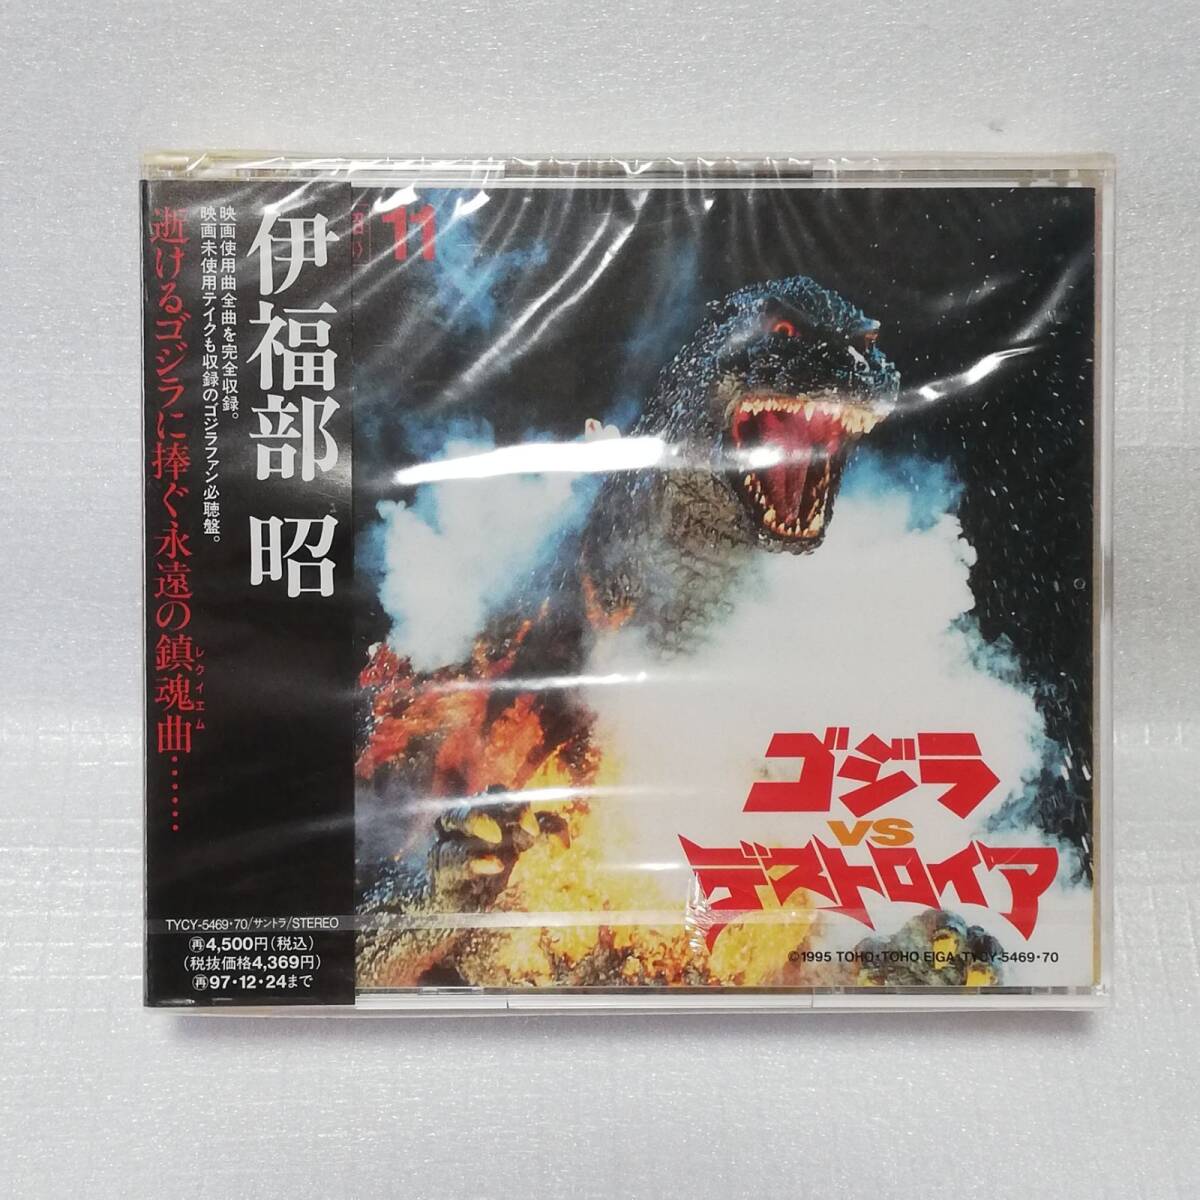 伊福部 昭
映画使用曲全曲を完全収録。
映画未使用テイクも収録のゴジラファン必聴盤。
逝けるゴジラに捧ぐ永遠の鎮魂曲……
レクイエム
TYCY-5469・70/サントラ/STEREO
再4,500円(税込)
(税抜価格4,369円)
再97・12・24まで
11
ゴジラ
VS
デストロイア
©1995 TOHO・TOHO EIGA・TYCY-5469・70